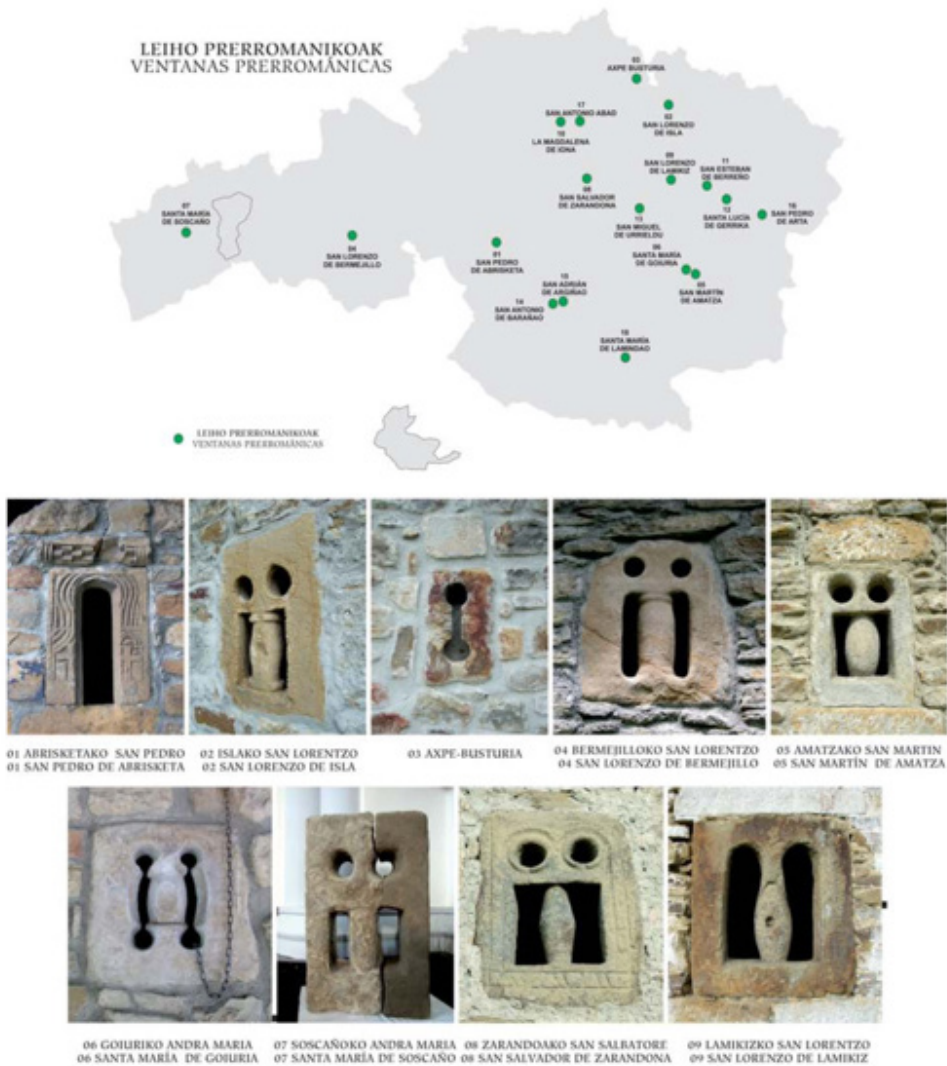 LEIHO PRERROMANIKOAK
VENTANAS PRERROMÁNICAS
03
AXPE BUSTURIA
17
SAN ANTONIO ABAD
02
SAN LORENZO
DE ISLA
LA MAGDALENA
DE IONA
09
SAN LORENZO
DE LAMIKIZ
11
SAN ESTEBAN
DE BERREÑO
08
SAN SALVADOR
DE ZARANDONA
12
SANTA LUCÍA
DE GERRIKA
16
SAN PEDRO
DE ARTA
07
SANTA MARÍA
DE SOSCAÑO
13
SAN MIGUEL
DE URRIELDU
04
SAN LORENZO
DE BERMEJILLO
01
SAN PEDRO
DE ABRISKETA
06
SANTA MARÍA
DE GOIURIA
05
SAN MARTÍN
DE AMATZA
15
SAN ADRIÁN
DE ARGIÑAO
14
SAN ANTONIO
DE BARAÑAO
SANTA MARÍA
DE LAMINDAO
LEIHO PRERROMANIKOAK
VENTANAS PRERROMÁNICAS
01 ABRISKETAKO SAN PEDRO
01 SAN PEDRO DE ABRISKETA
02 ISLAKO SAN LORENTZO
02 SAN LORENZO DE ISLA
03 AXPE-BUSTURIA
04 BERMEJILLOKO SAN LORENTZO
04 SAN LORENZO DE BERMEJILLO
05 AMATZAKO SAN MARTIN
05 SAN MARTÍN DE AMATZA
06 GOIURIKO ANDRA MARIA
06 SANTA MARÍA DE GOIURIA
07 SOSCAÑOKO ANDRA MARIA
07 SANTA MARÍA DE SOSCAÑO
08 ZARANDOAKO SAN SALBATORE
08 SAN SALVADOR DE ZARANDONA
09 LAMIKIZKO SAN LORENTZO
09 SAN LORENZO DE LAMIKIZ